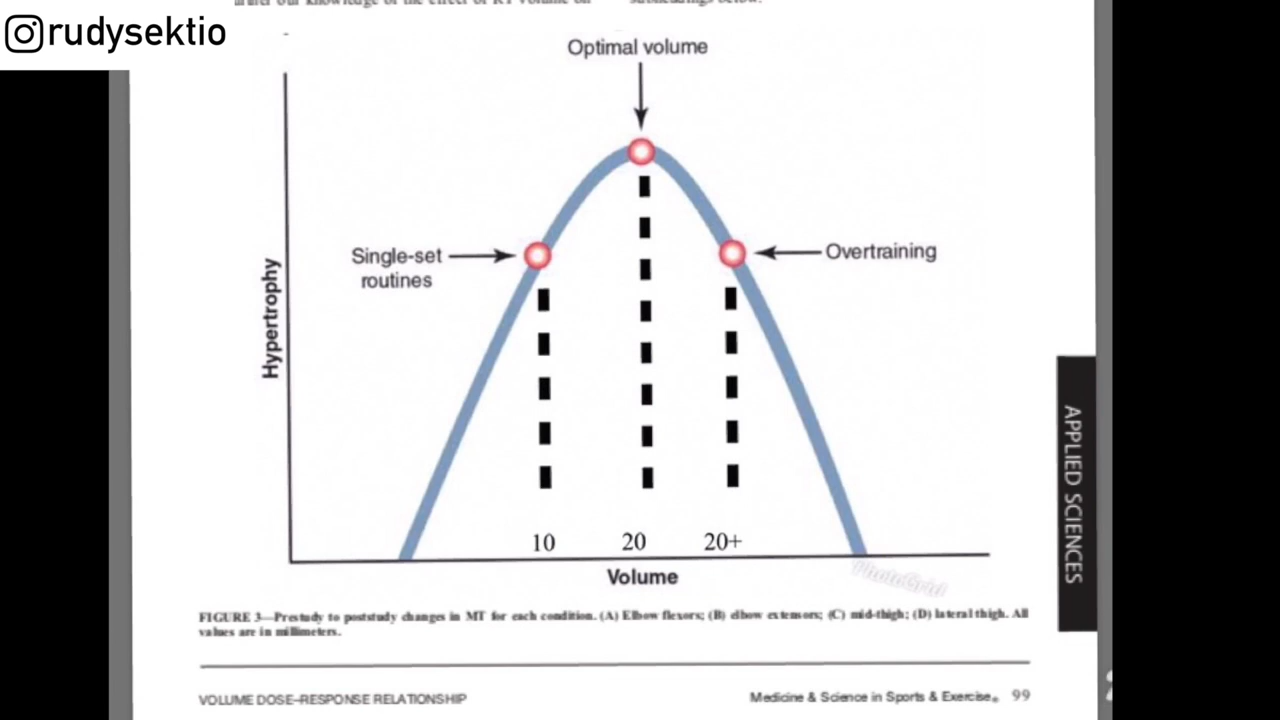 rudysektio
Optimal volume
Single-set
routines
Overtraining
Hypertrophy
10
20
20+
Volume
PhotoGrid
FIGURE 3—Prestudy to poststudy changes in MT for each condition. (A) Elbow flexors; (B) elbow extensors; (C) mid-thigh; (D) lateral thigh. All
values are in millimeters.
APPLIED SCIENCES
VOLUME DOSE–RESPONSE RELATIONSHIP
Medicine & Science in Sports & Exercise® 99